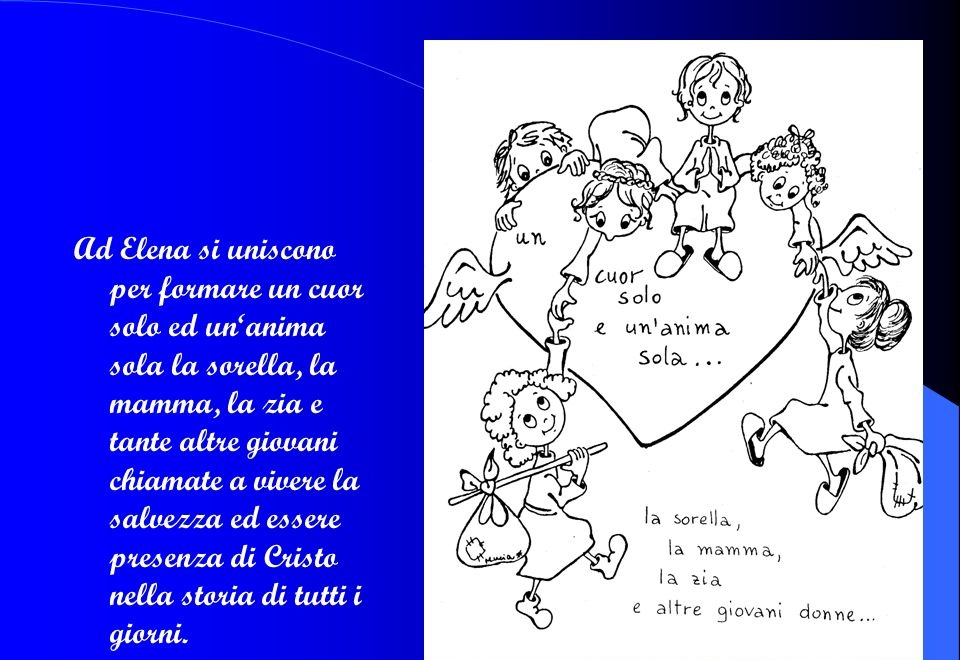 Ad Elena si uniscono
per formare un cuor
solo ed un‘anima
sola la sorella, la
mamma, la zia e
tante altre giovani
chiamate a vivere la
salvezza ed essere
presenza di Cristo
nella storia di tutti i
giorni.
un
cuor
solo
e un'anima
sola...
la sorella,
la mamma,
la zia
e altre giovani donne...